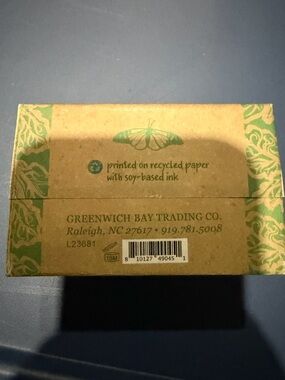 printed on recycled paper
with soy-based ink
GREENWICH BAY TRADING CO.
Raleigh, NC 27617 • 919.781.5008
L23681
12M
8 10127 49045 1